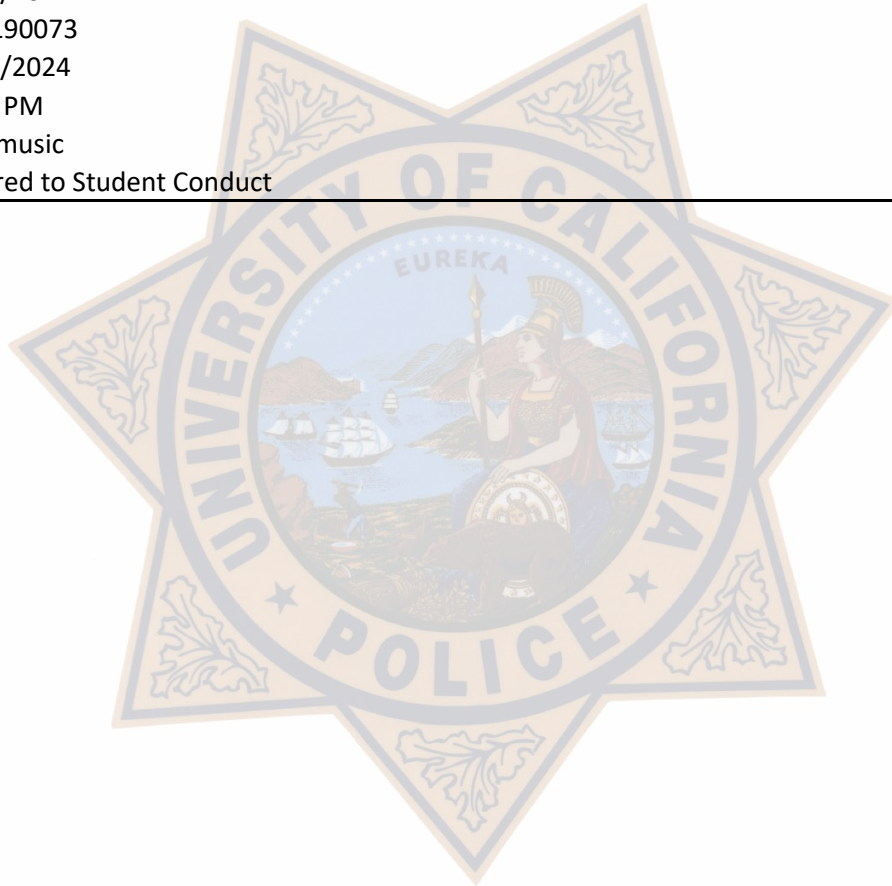 190073
/2024
PM
music
red to Student Conduct
UNIVERSITY OF CALIFORNIA
EUREKA
POLICE